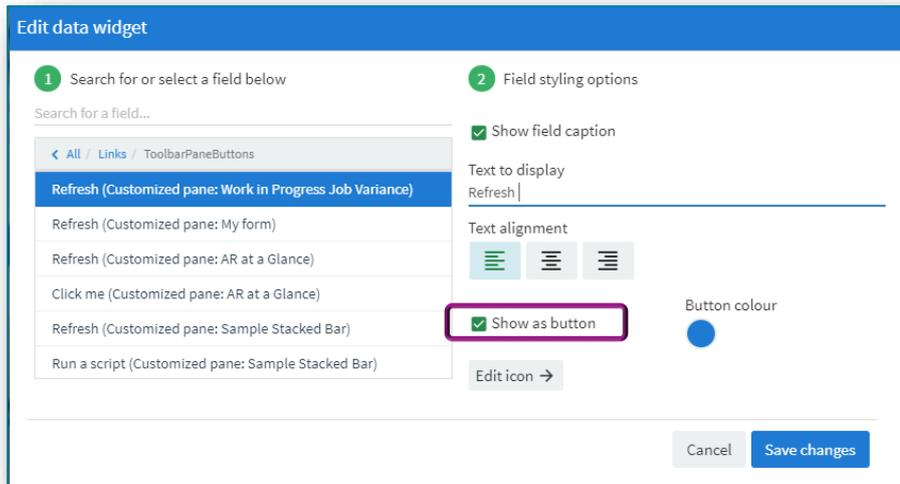 Edit data widget
1 Search for or select a field below
Search for a field...
All / Links / ToolbarPaneButtons
Refresh (Customized pane: Work in Progress Job Variance)
Refresh (Customized pane: My form)
Refresh (Customized pane: AR at a Glance)
Click me (Customized pane: AR at a Glance)
Refresh (Customized pane: Sample Stacked Bar)
Run a script (Customized pane: Sample Stacked Bar)
2 Field styling options
Show field caption
Text to display
Refresh
Text alignment
Show as button
Button colour
Edit icon →
Cancel
Save changes